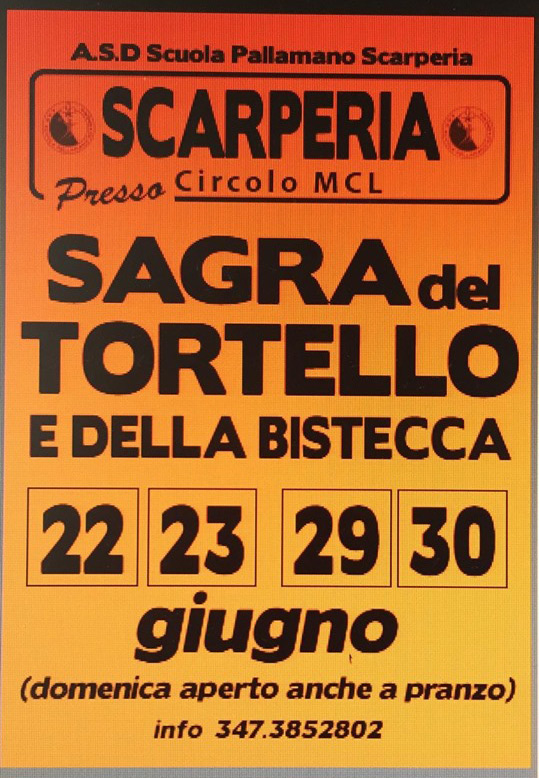 A.S.D Scuola Pallamano Scarperia
SCARPERIA
Presso Circolo MCL
SAGRA del
TORTELLO
E DELLA BISTECCA
22 23 29 30
giugno
(domenica aperto anche a pranzo)
info 347.3852802